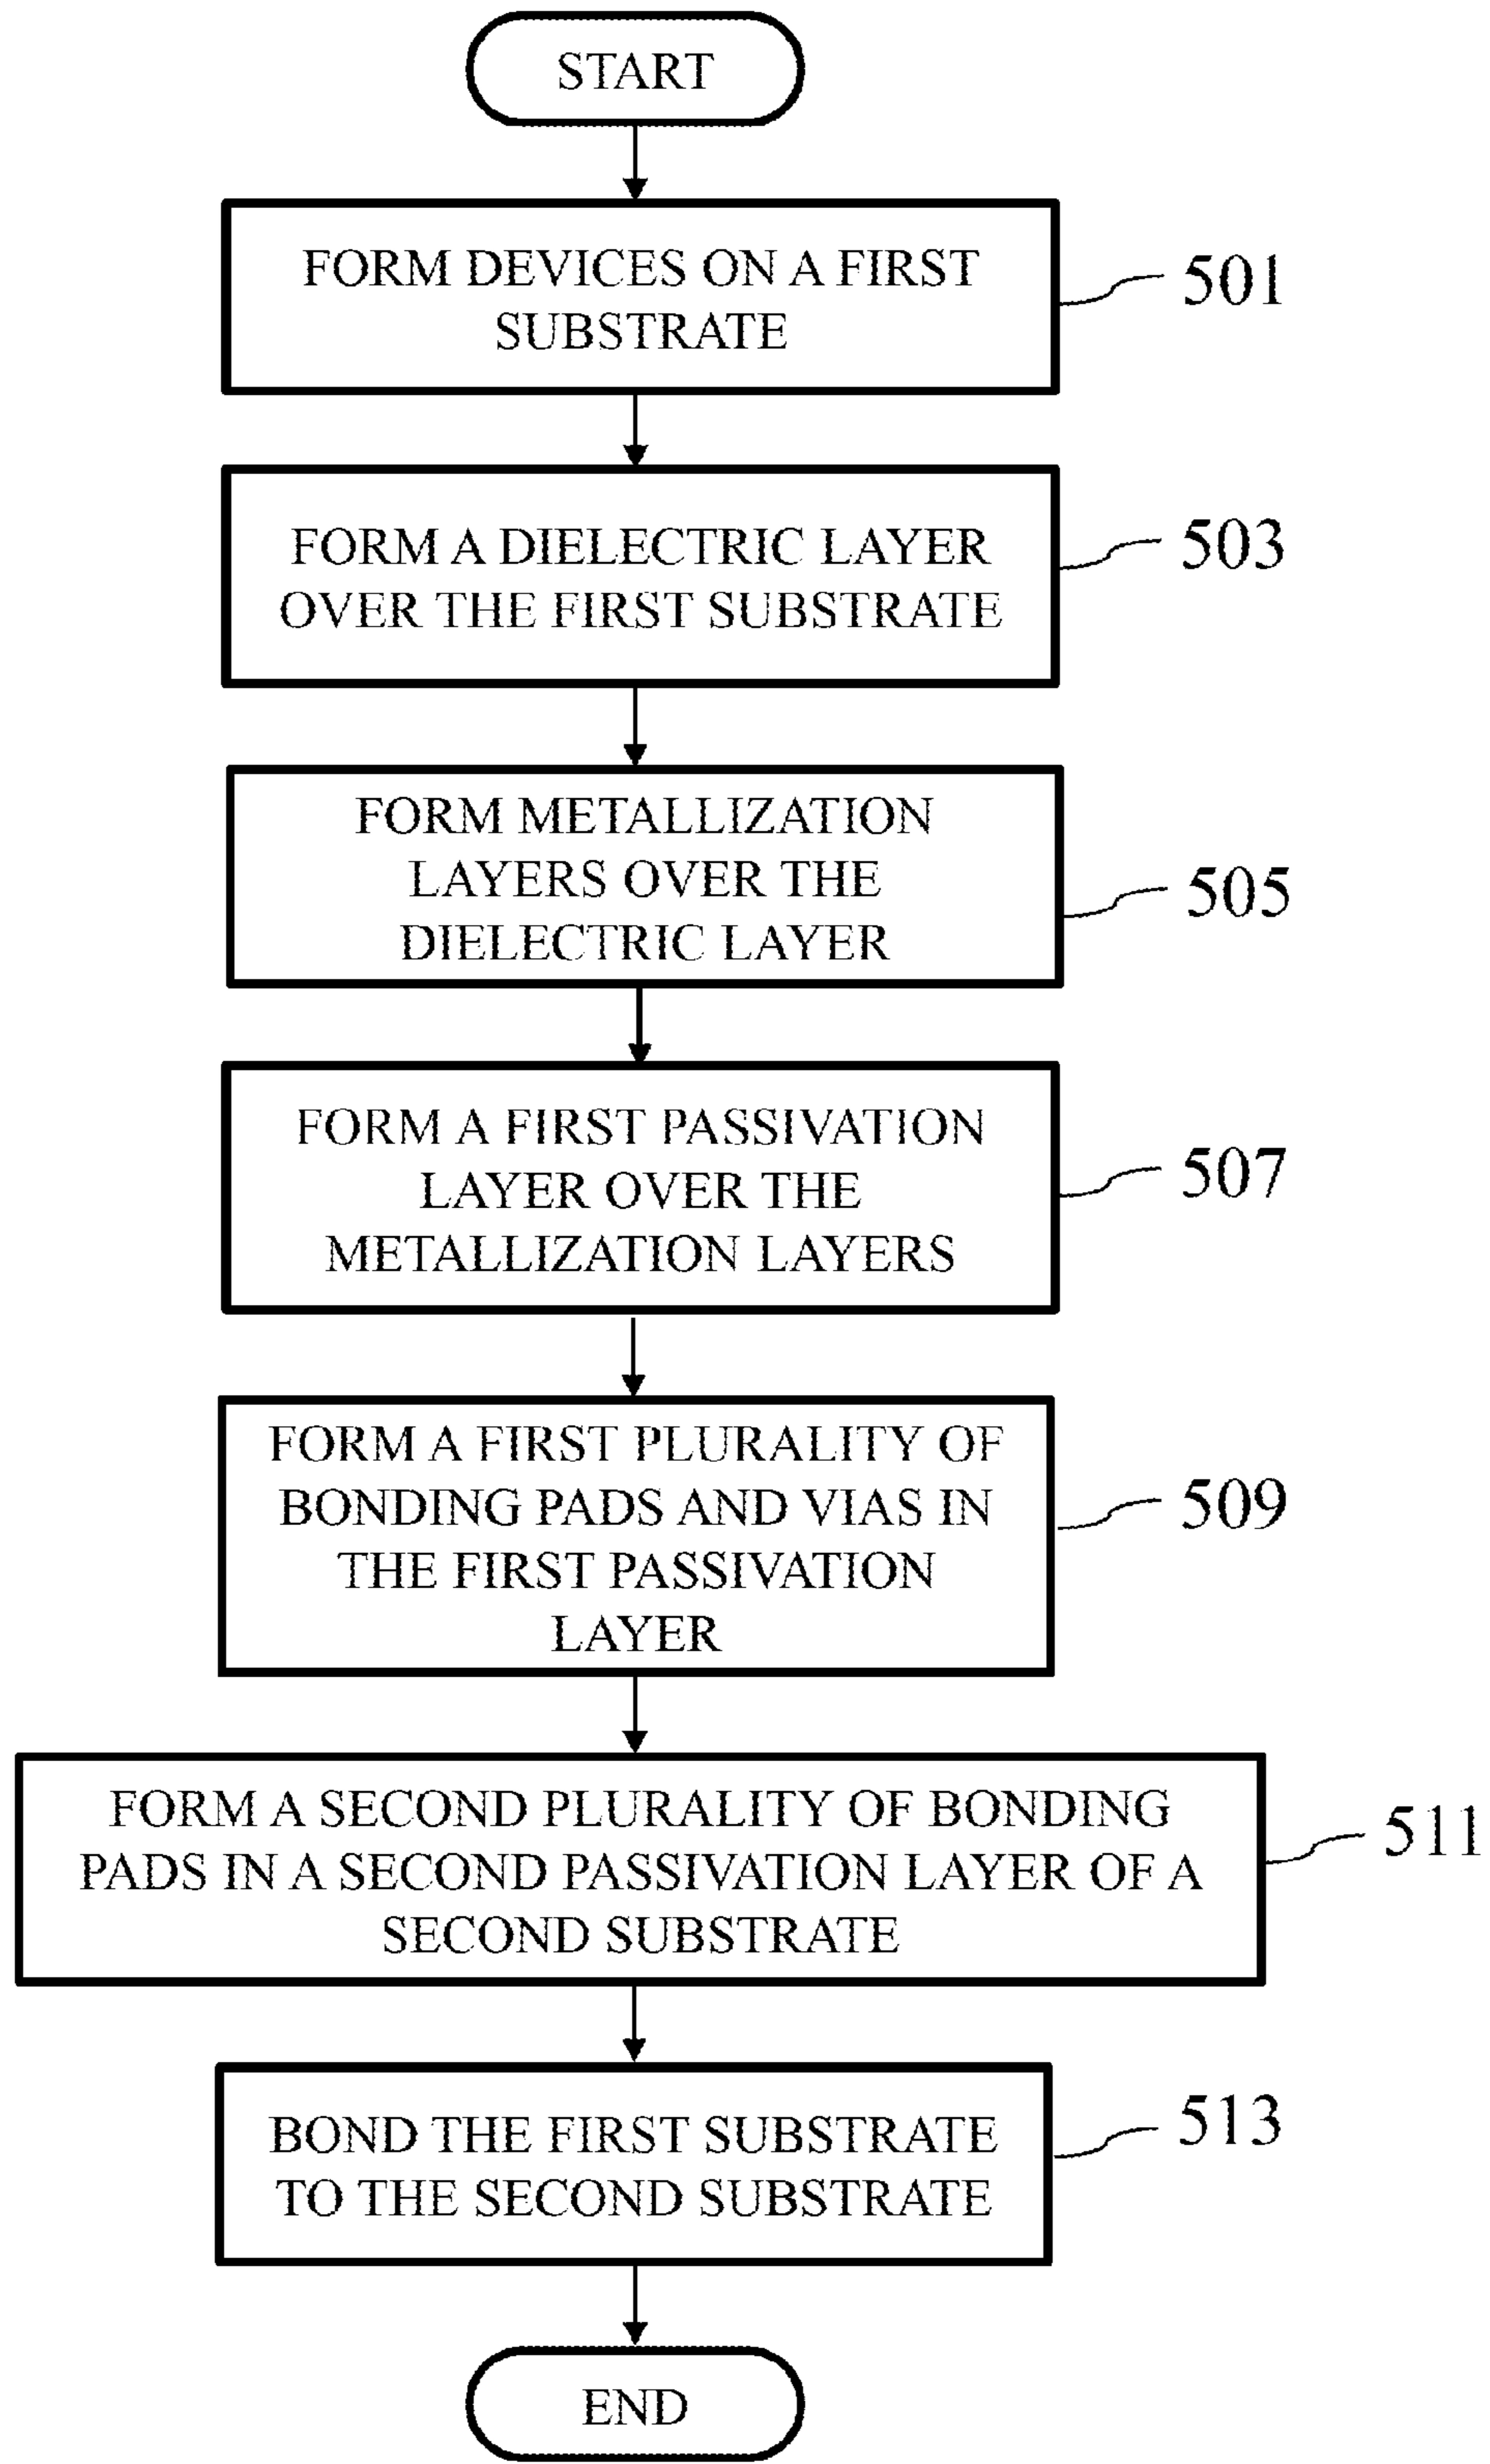 START
FORM DEVICES ON A FIRST
SUBSTRATE
501
FORM A DIELECTRIC LAYER
OVER THE FIRST SUBSTRATE
503
FORM METALLIZATION
LAYERS OVER THE
DIELECTRIC LAYER
505
FORM A FIRST PASSIVATION
LAYER OVER THE
METALLIZATION LAYERS
507
FORM A FIRST PLURALITY OF
BONDING PADS AND VIAS IN
THE FIRST PASSIVATION
LAYER
509
FORM A SECOND PLURALITY OF BONDING
PADS IN A SECOND PASSIVATION LAYER OF A
SECOND SUBSTRATE
511
BOND THE FIRST SUBSTRATE
TO THE SECOND SUBSTRATE
513
END